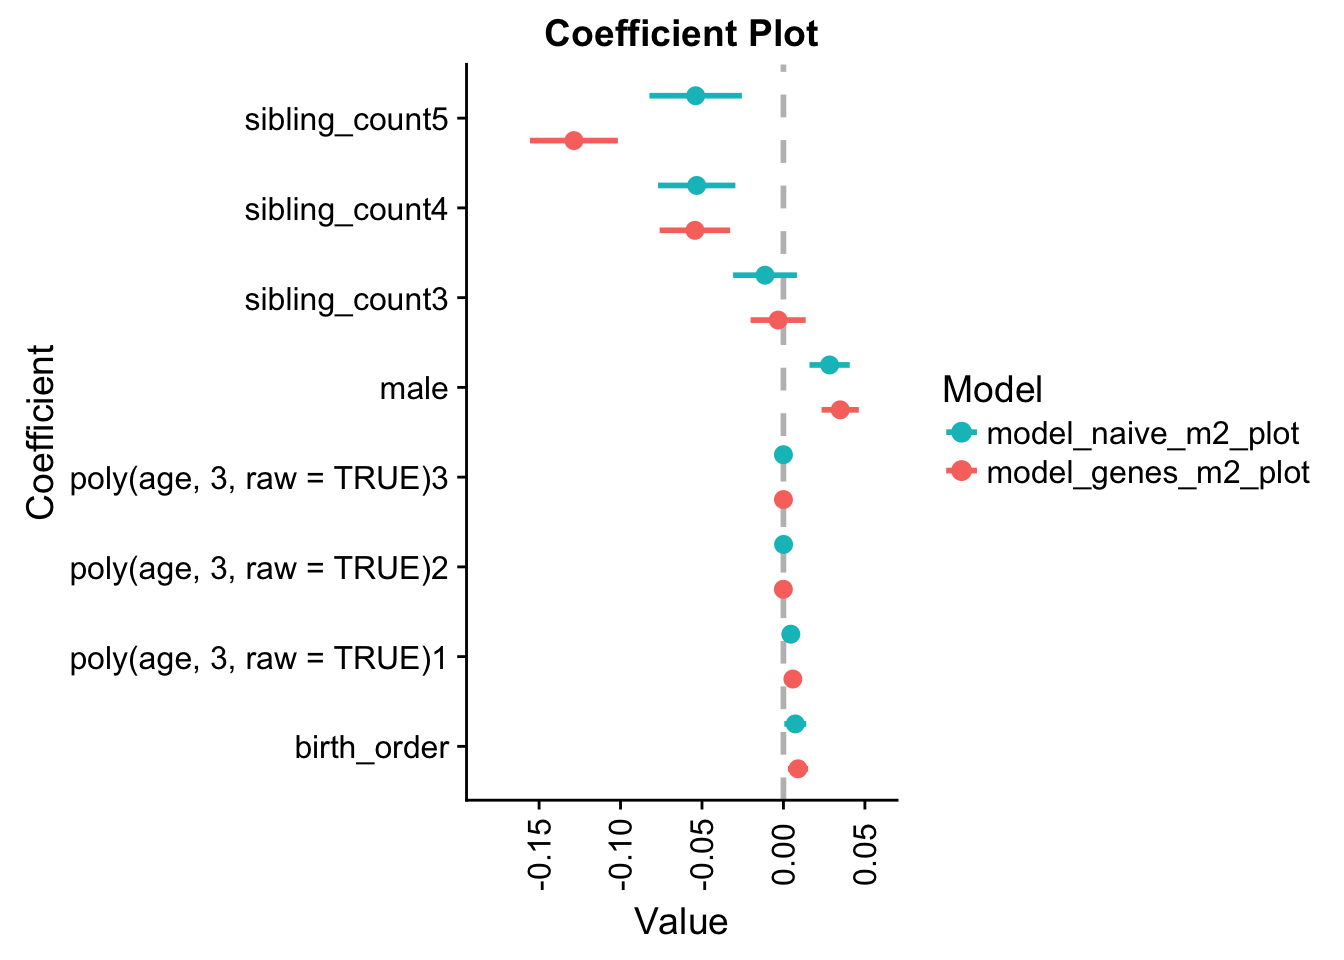 Coefficient Plot
Coefficient
sibling_count5
sibling_count4
sibling_count3
male
poly(age, 3, raw = TRUE)3
poly(age, 3, raw = TRUE)2
poly(age, 3, raw = TRUE)1
birth_order
-0.15
-0.10
-0.05
0.00
0.05
Value
Model
model_naive_m2_plot
model_genes_m2_plot